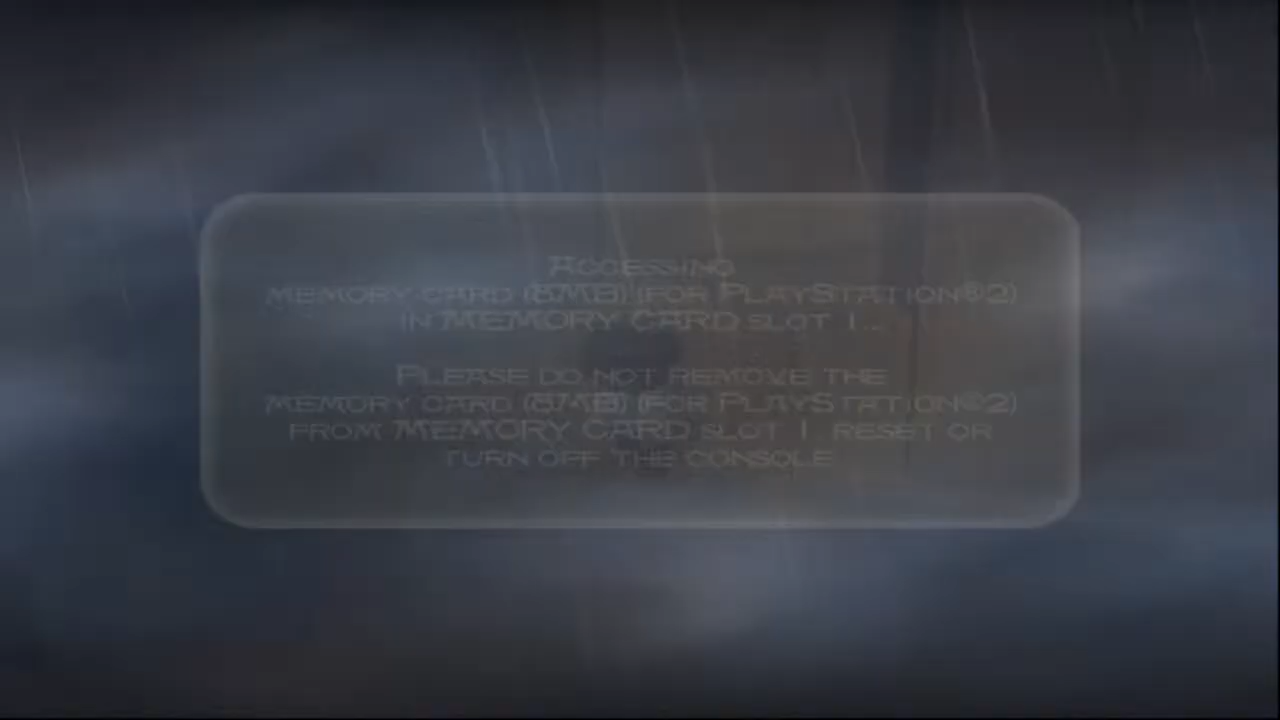 Accessing
MEMORY CARD (8MB) (FOR PLAYSTATION®2)
IN MEMORY CARD SLOT 1...
PLEASE DO NOT REMOVE THE
MEMORY CARD (8MB) (FOR PLAYSTATION®2)
FROM MEMORY CARD SLOT 1, RESET OR
TURN OFF THE CONSOLE